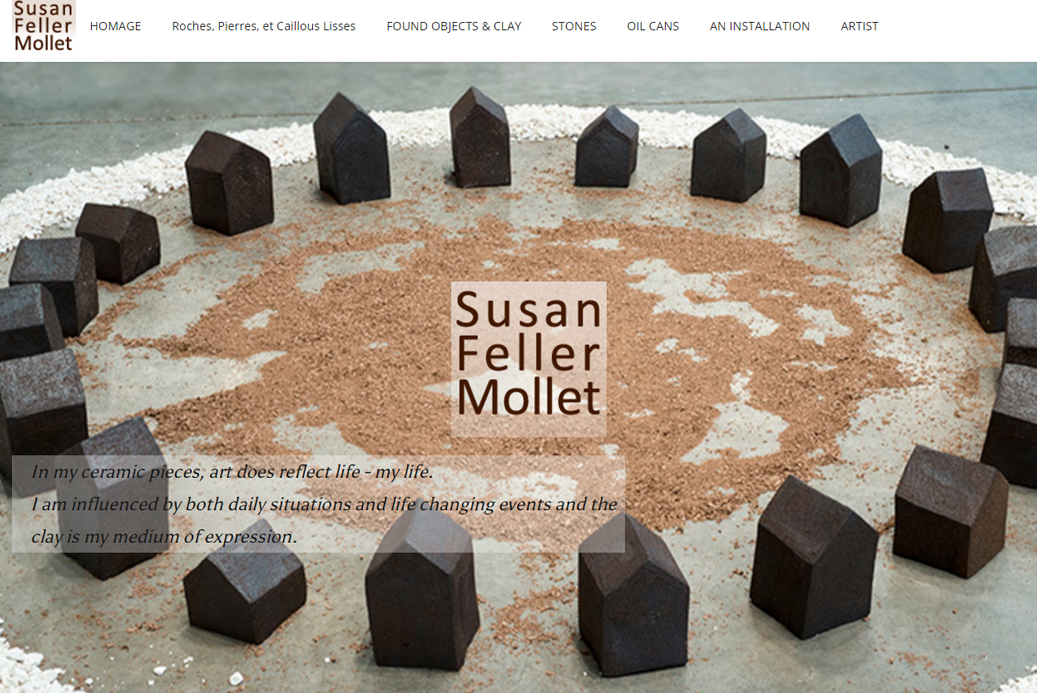 Susan
Feller
Mollet
HOMAGE Roches, Pierres, et Caillous Lisses FOUND OBJECTS & CLAY STONES OIL CANS AN INSTALLATION ARTIST
Susan
Feller
Mollet
In my ceramic pieces, art does reflect life - my life.
I am influenced by both daily situations and life changing events and the
clay is my medium of expression.